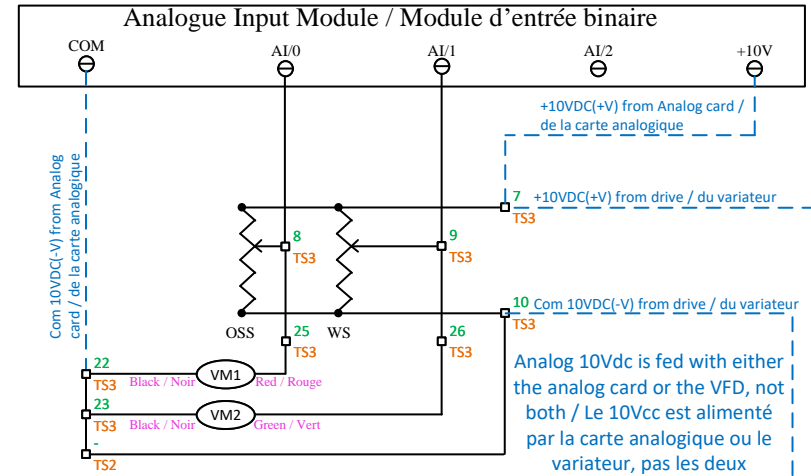 Analogue Input Module / Module d'entrée binaire
COM
AI/0
AI/1
AI/2
+10V
+10VDC(+V) from Analog card /
de la carte analogique
Com 10VDC(-V) from Analog
card / de la carte analogique
7
TS3
+10VDC(+V) from drive / du variateur
8
TS3
9
TS3
10
TS3
Com 10VDC(-V) from drive / du variateur
OSS
WS
25
TS3
26
TS3
22
TS3
Black / Noir
VM1
Red / Rouge
23
TS3
Black / Noir
VM2
Green / Vert
-
TS2
Analog 10Vdc is fed with either
the analog card or the VFD, not
both / Le 10Vcc est alimenté
par la carte analogique ou le
variateur, pas les deux